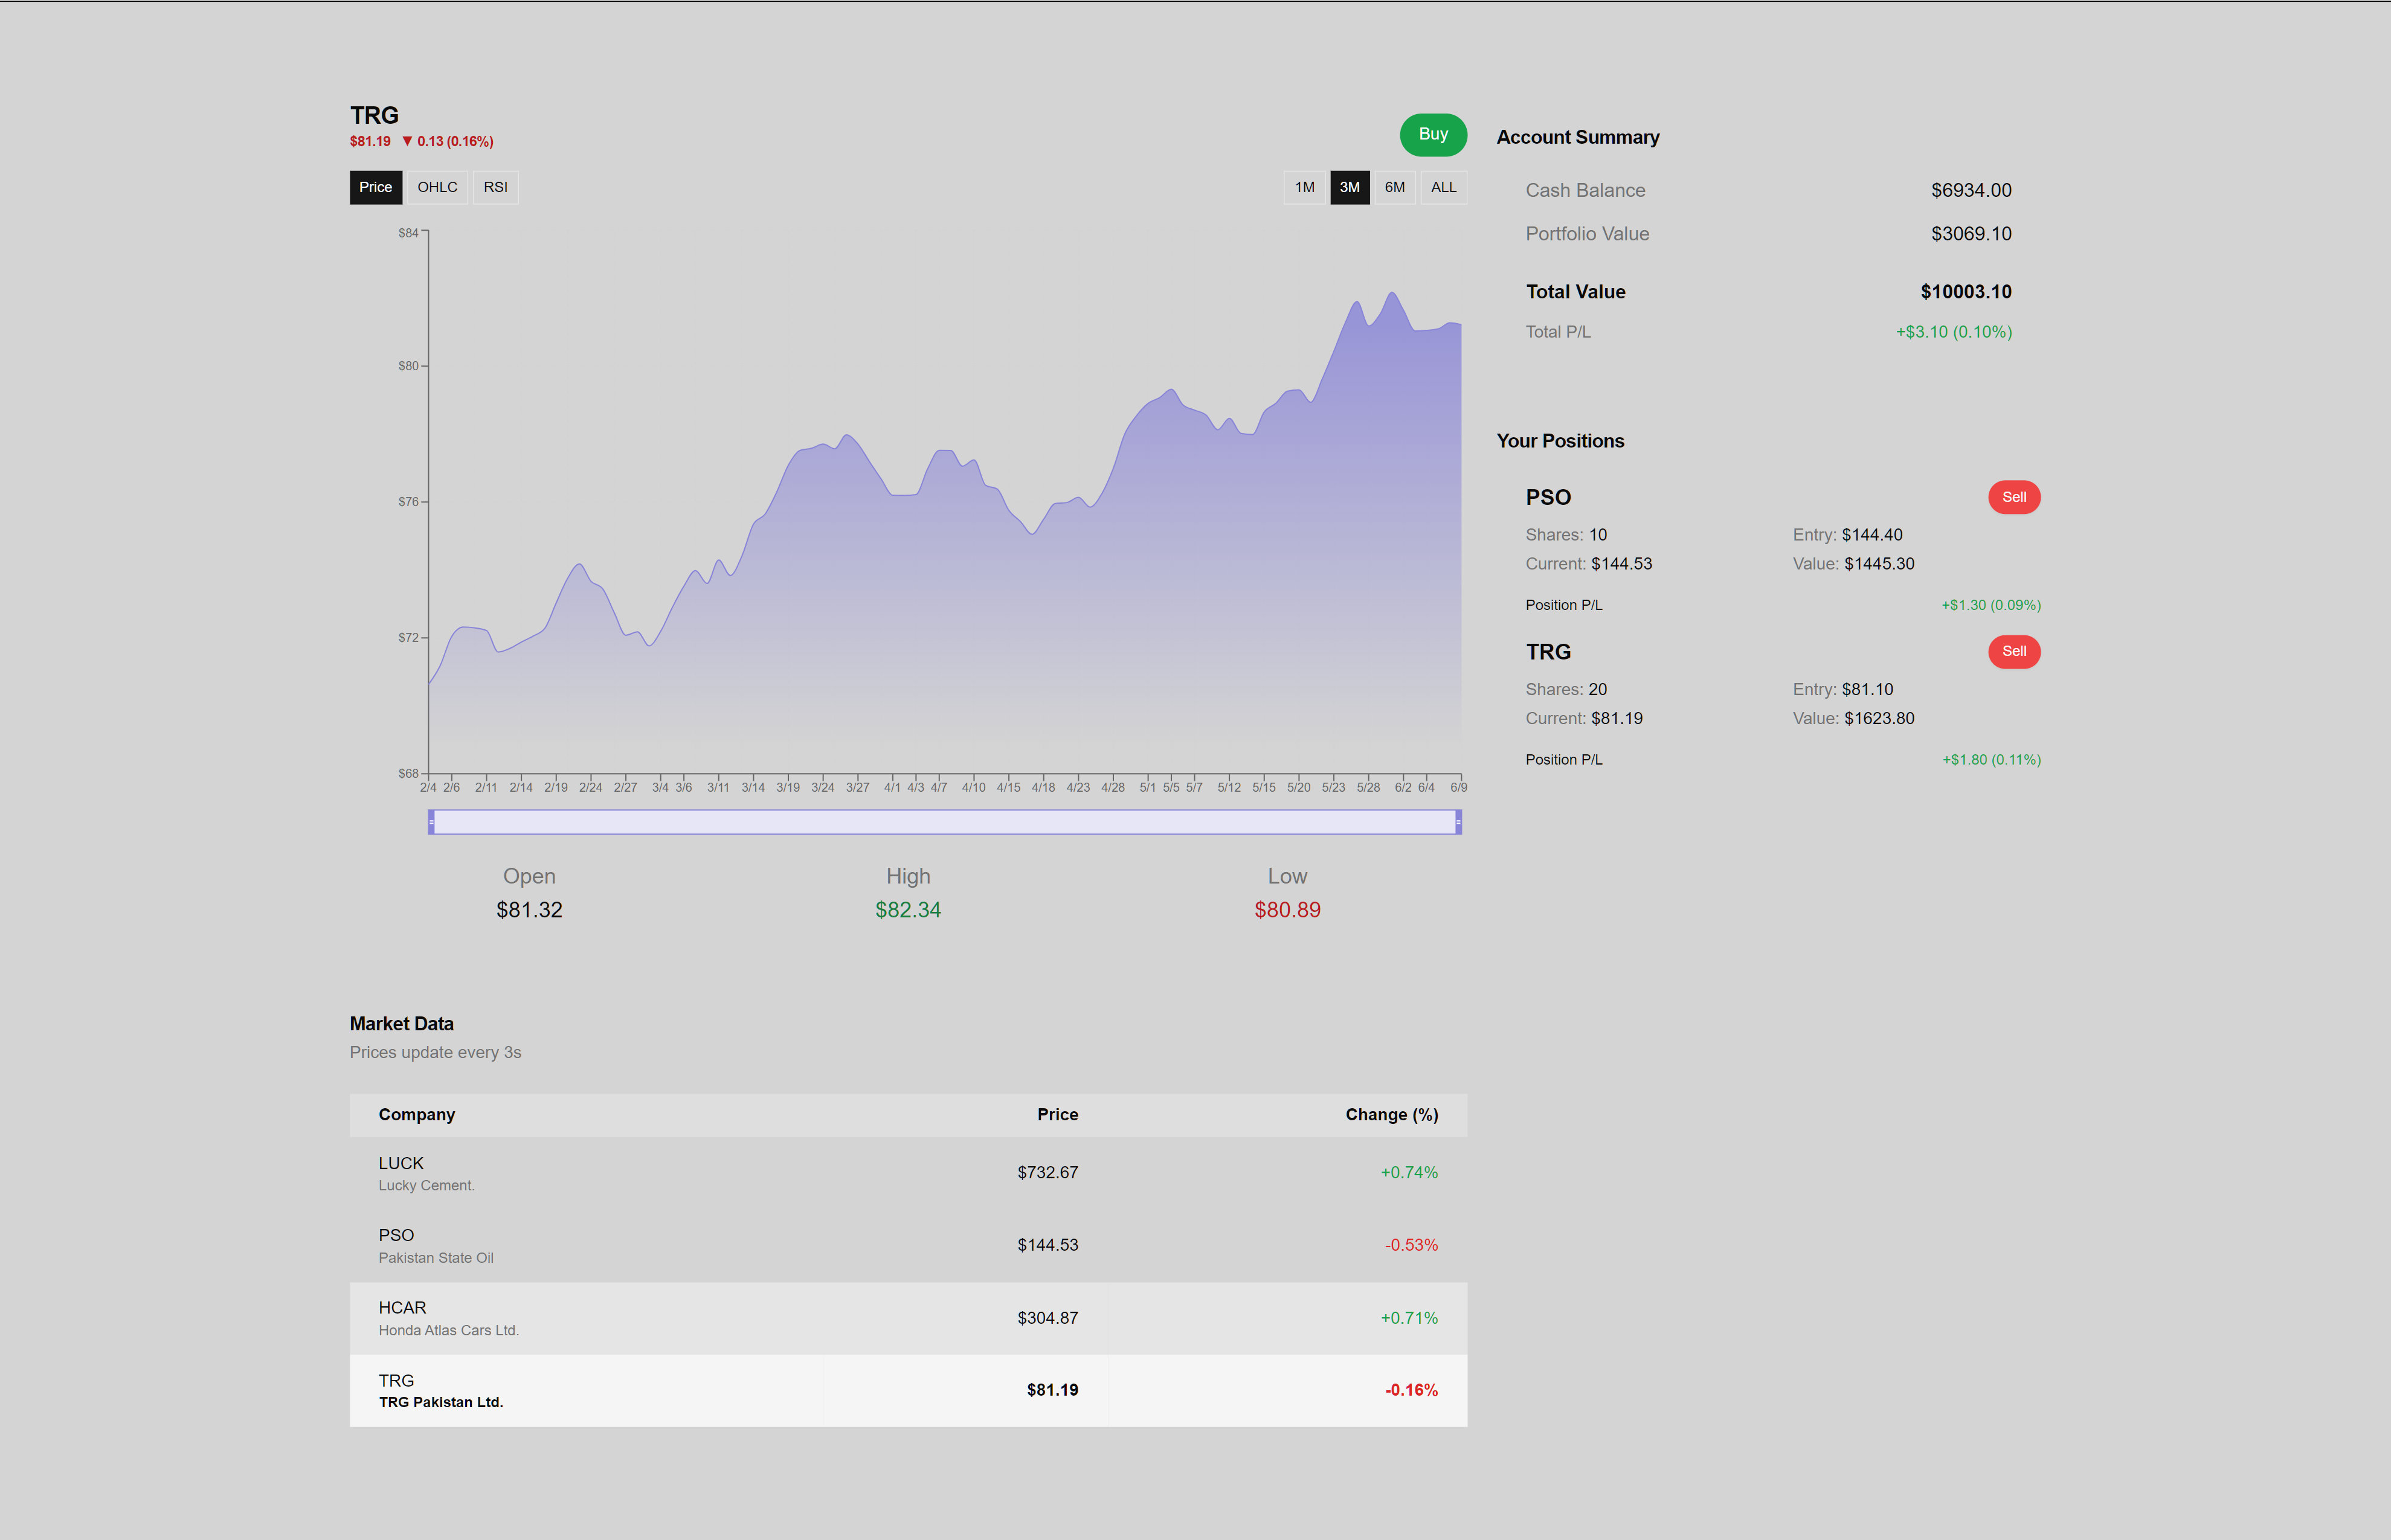 TRG
$81.19 ▼ 0.13 (0.16%)
Buy
Price OHLC RSI
1M 3M 6M ALL
$84
$80
$76
$72
$68
2/4 2/6 2/11 2/14 2/19 2/24 2/27 3/4 3/6 3/11 3/14 3/19 3/24 3/27 4/1 4/3 4/7 4/10 4/15 4/18 4/23 4/28 5/1 5/5 5/7 5/12 5/15 5/20 5/23 5/28 6/2 6/4 6/9
Open High Low
$81.32 $82.34 $80.89
Market Data
Prices update every 3s
Company Price Change (%)
LUCK
Lucky Cement.
$732.67 +0.74%
PSO
Pakistan State Oil
$144.53 -0.53%
HCAR
Honda Atlas Cars Ltd.
$304.87 +0.71%
TRG
TRG Pakistan Ltd.
$81.19 -0.16%
Account Summary
Cash Balance $6934.00
Portfolio Value $3069.10
Total Value $10003.10
Total P/L +$3.10 (0.10%)
Your Positions
PSO Sell
Shares: 10 Entry: $144.40
Current: $144.53 Value: $1445.30
Position P/L +$1.30 (0.09%)
TRG Sell
Shares: 20 Entry: $81.10
Current: $81.19 Value: $1623.80
Position P/L +$1.80 (0.11%)